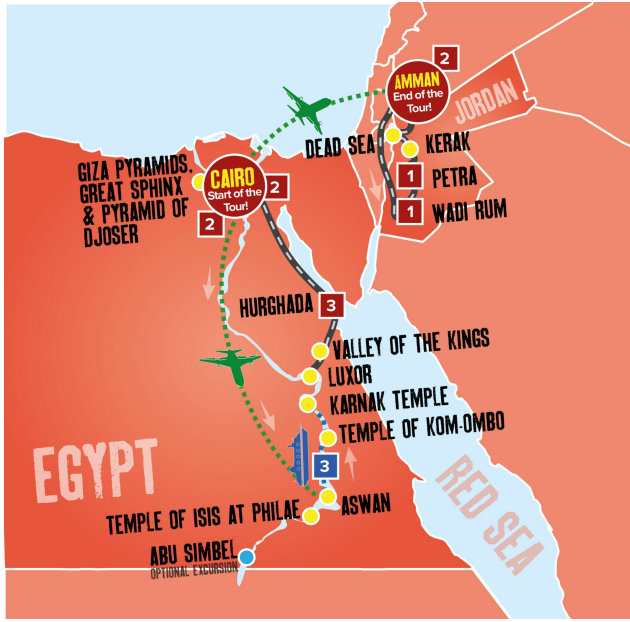 2
AMMAN
End of the
Tour!
JORDAN
DEAD SEA
KERAK
GIZA PYRAMIDS,
GREAT SPHINX
& PYRAMID OF
DJOSER
CAIRO
Start of the
Tour!
2
2
1
PETRA
1
WADI RUM
HURGHADA
3
VALLEY OF THE KINGS
LUXOR
KARNAK TEMPLE
TEMPLE OF KOM-OMBO
EGYPT
3
RED SEA
TEMPLE OF ISIS AT PHILAE
ASWAN
ABU SIMBEL
OPTIONAL EXCURSION